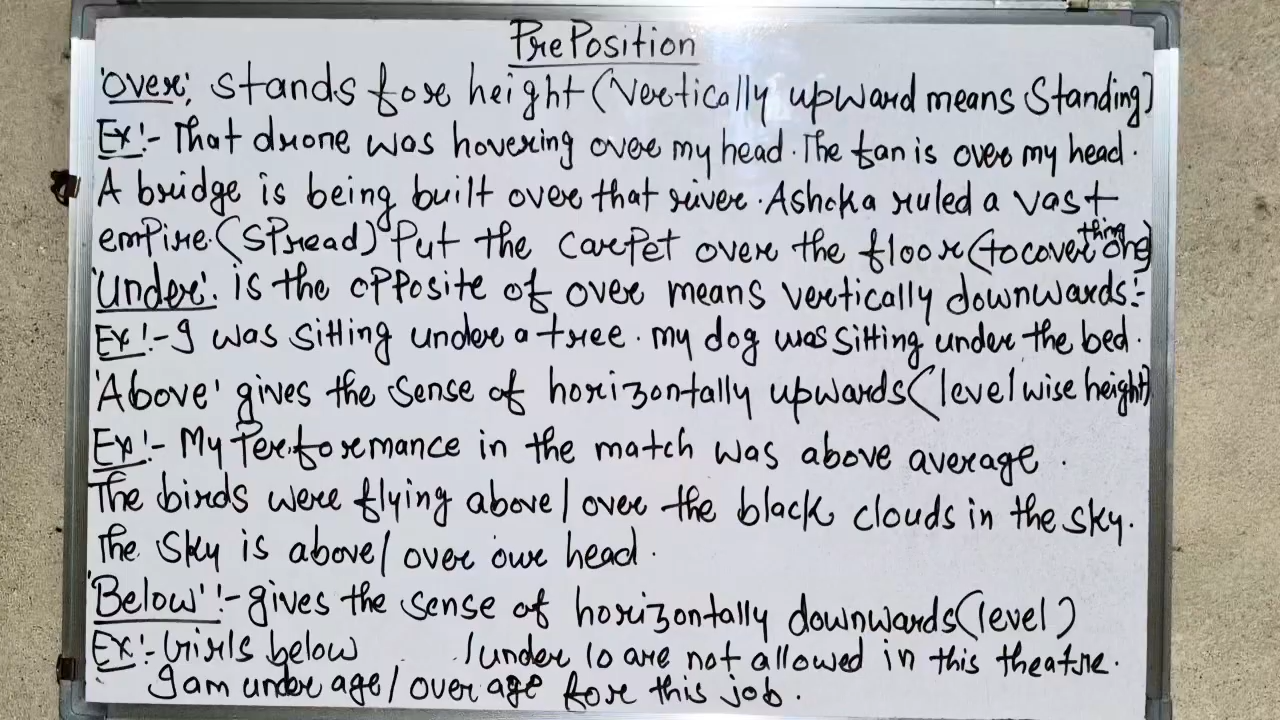 PrePosition
'over', stands for height (Vertically upward means Standing)
Ex!- That drone was hovering over my head. The fan is over my head.
A bridge is being built over that river. Ashoka ruled a vast
empire. (Spread) Put the carpet over the floor (to cover thing one)
'Under'. is the opposite of over means vertically downwards:-
Ex!- I was sitting under a tree. my dog was sitting under the bed.
'Above' gives the sense of horizontally upwards (level wise height)
Ex!- My Performance in the match was above average.
The birds were flying above / over the black clouds in the sky.
The sky is above / over our head.
'Below' !- gives the sense of horizontally downwards (level)
Ex!- Girls below / under 10 are not allowed in this theatre.
I am under age / over age for this job.